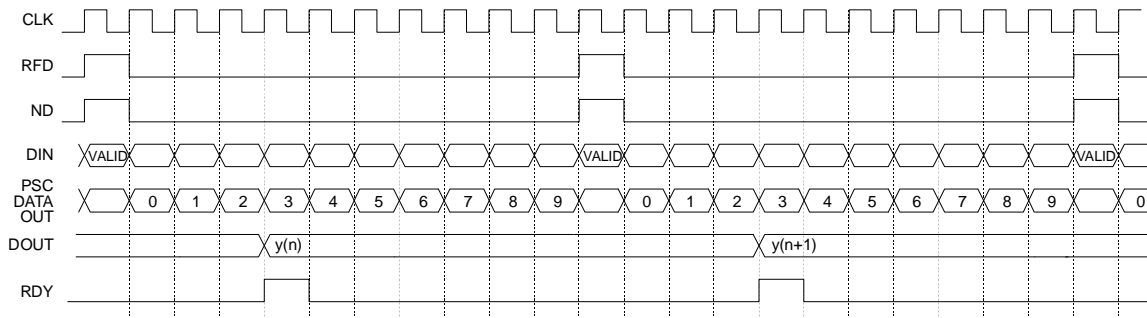 CLK
RFD
ND
DIN VALID VALID VALID
PSC
DATA
OUT
0 1 2 3 4 5 6 7 8 9 0 1 2 3 4 5 6 7 8 9 0
DOUT y(n) y(n+1)
RDY